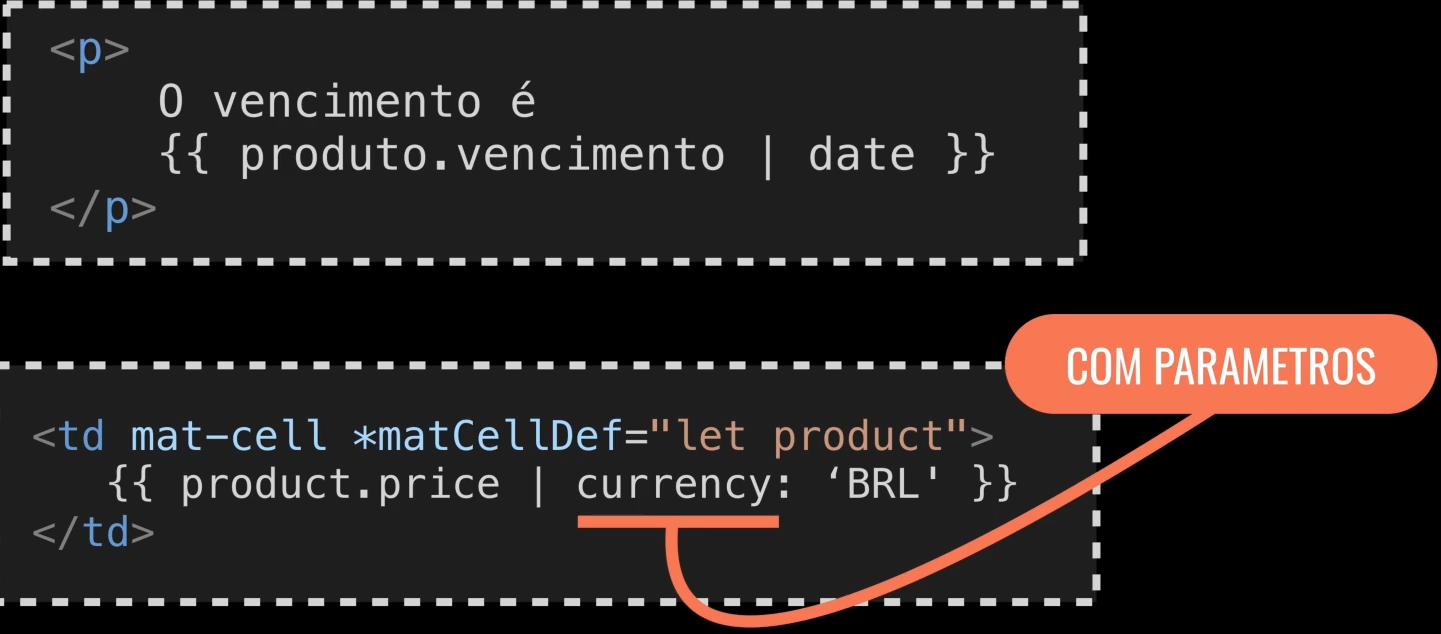 <p>
O vencimento é
{{ produto.vencimento | date }}
</p>
COM PARAMETROS
<td mat-cell *matCellDef="let product">
{{ product.price | currency: ‘BRL' }}
</td>